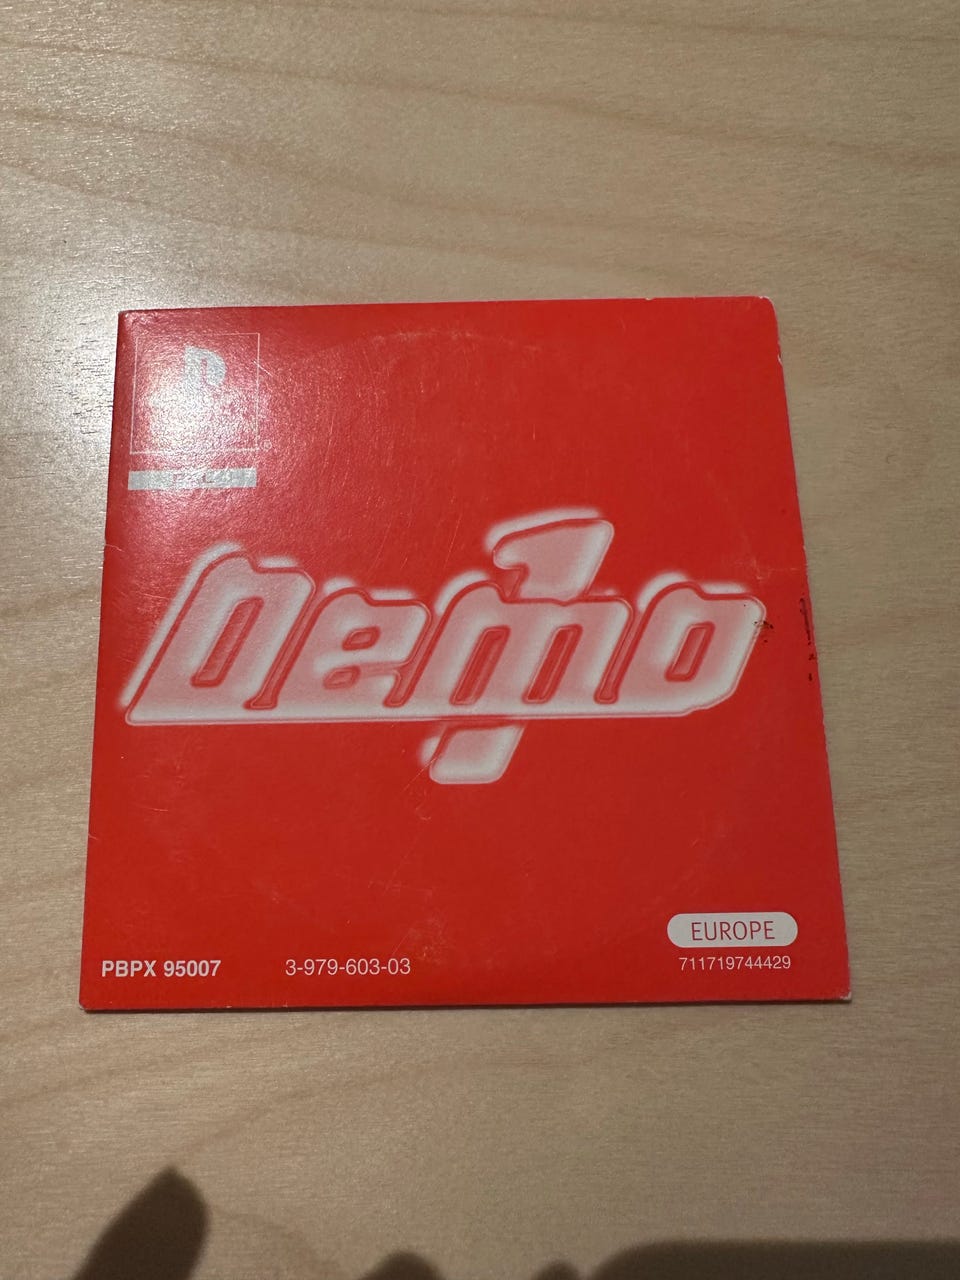 Demo
1
PBPX 95007
3-979-603-03
EUROPE
711719744429